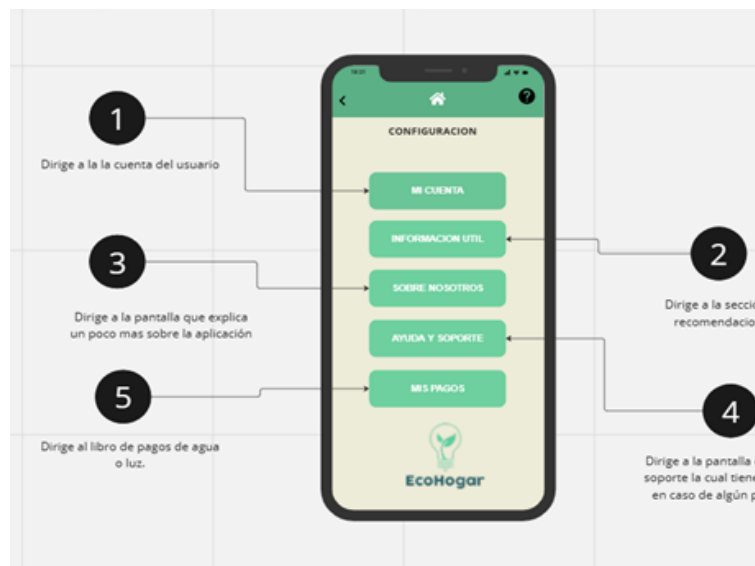 1
Dirige a la la cuenta del usuario
3
Dirige a la pantalla que explica
un poco mas sobre la aplicación
5
Dirige al libro de pagos de agua
o luz.
CONFIGURACION
MI CUENTA
INFORMACION UTIL
SOBRE NOSOTROS
AYUDA Y SOPORTE
MIS PAGOS
EcoHogar
2
Dirige a la secci
recomendacio
4
Dirige a la pantalla
soporte la cual tiene
en caso de algún p